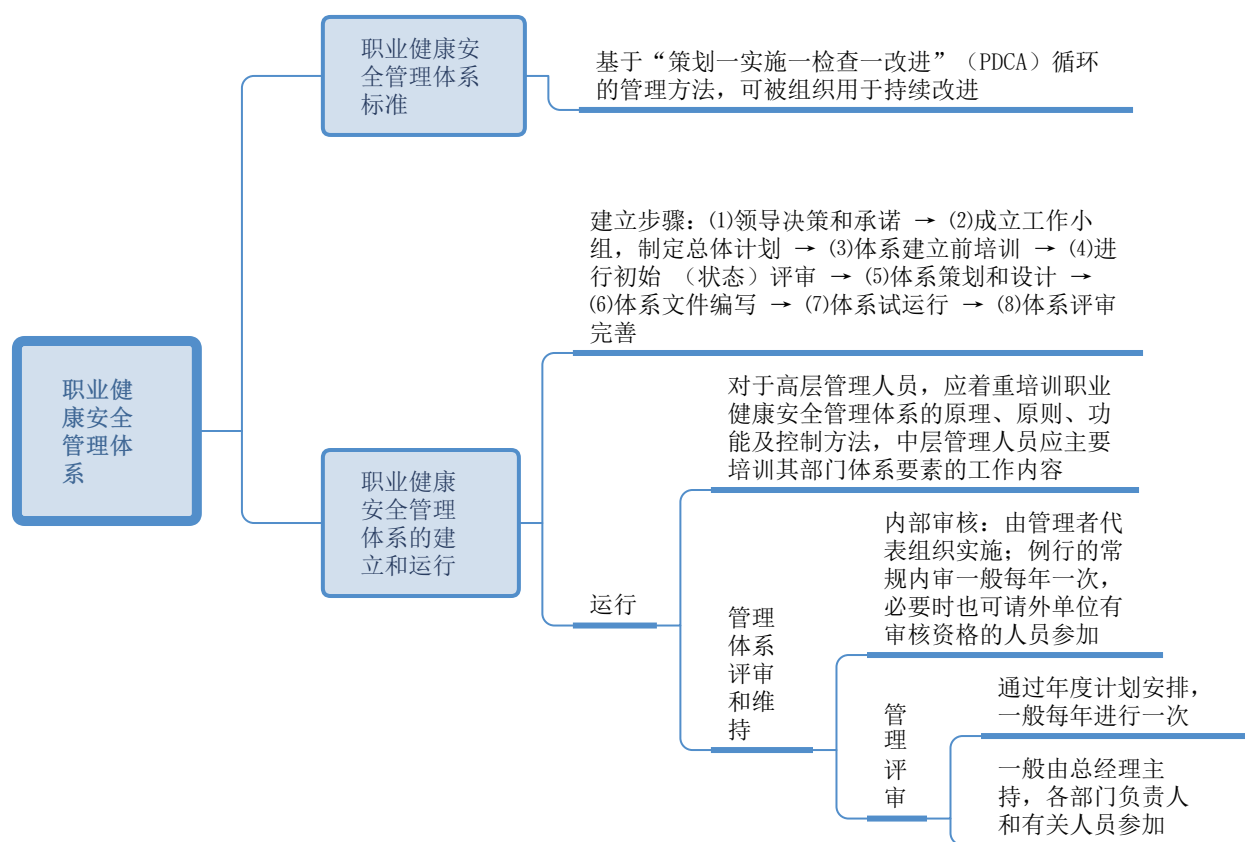 职业健康安
全管理体系
标准
基于“策划一实施一检查一改进”（PDCA）循环
的管理方法，可被组织用于持续改进
建立步骤：⑴领导决策和承诺 → ⑵成立工作小
组，制定总体计划 → ⑶体系建立前培训 → ⑷进
行初始 （状态）评审 → ⑸体系策划和设计 →
⑹体系文件编写 → ⑺体系试运行 → ⑻体系评审
完善
职业健
康安全
管理体
系
对于高层管理人员，应着重培训职业
健康安全管理体系的原理、原则、功
能及控制方法，中层管理人员应主要
培训其部门体系要素的工作内容
职业健康
安全管理
体系的建
立和运行
运行
内部审核：由管理者代
表组织实施；例行的常
规内审一般每年一次，
必要时也可请外单位有
审核资格的人员参加
管理
体系
评审
和维
持
管
理
评
审
通过年度计划安排，
一般每年进行一次
一般由总经理主
持，各部门负责人
和有关人员参加